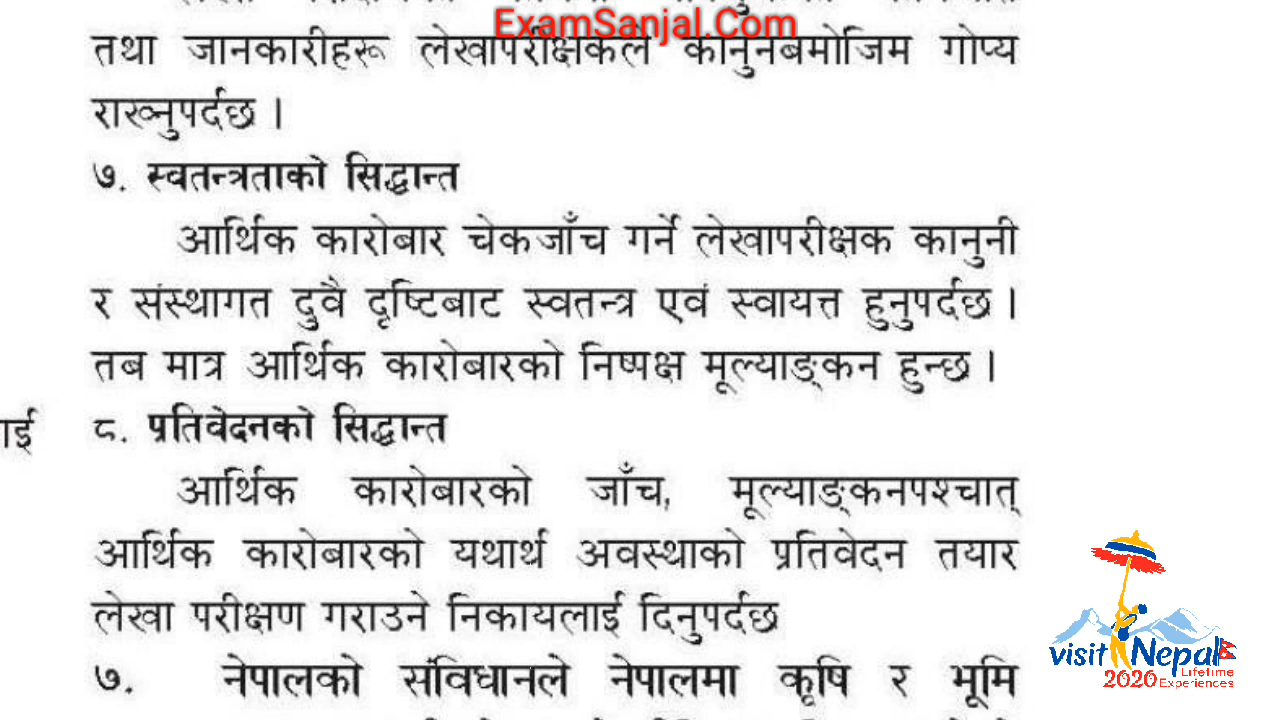 ExamSanjal.Com
तथा जानकारीहरू लेखापरीक्षकले कानुनबमोजिम गोप्य
राख्नुपर्दछ ।
७. स्वतन्त्रताको सिद्धान्त
आर्थिक कारोबार चेकजाँच गर्ने लेखापरीक्षक कानुनी
र संस्थागत दुवै दृष्टिबाट स्वतन्त्र एवं स्वायत्त हुनुपर्दछ ।
तब मात्र आर्थिक कारोबारको निष्पक्ष मूल्याङ्कन हुन्छ ।
८. प्रतिवेदनको सिद्धान्त
आर्थिक कारोबारको जाँच, मूल्याङ्कनपश्चात्
आर्थिक कारोबारको यथार्थ अवस्थाको प्रतिवेदन तयार
लेखा परीक्षण गराउने निकायलाई दिनुपर्दछ
७. नेपालको संविधानले नेपालमा कृषि र भूमि
visit Nepal
2020 Lifetime Experiences